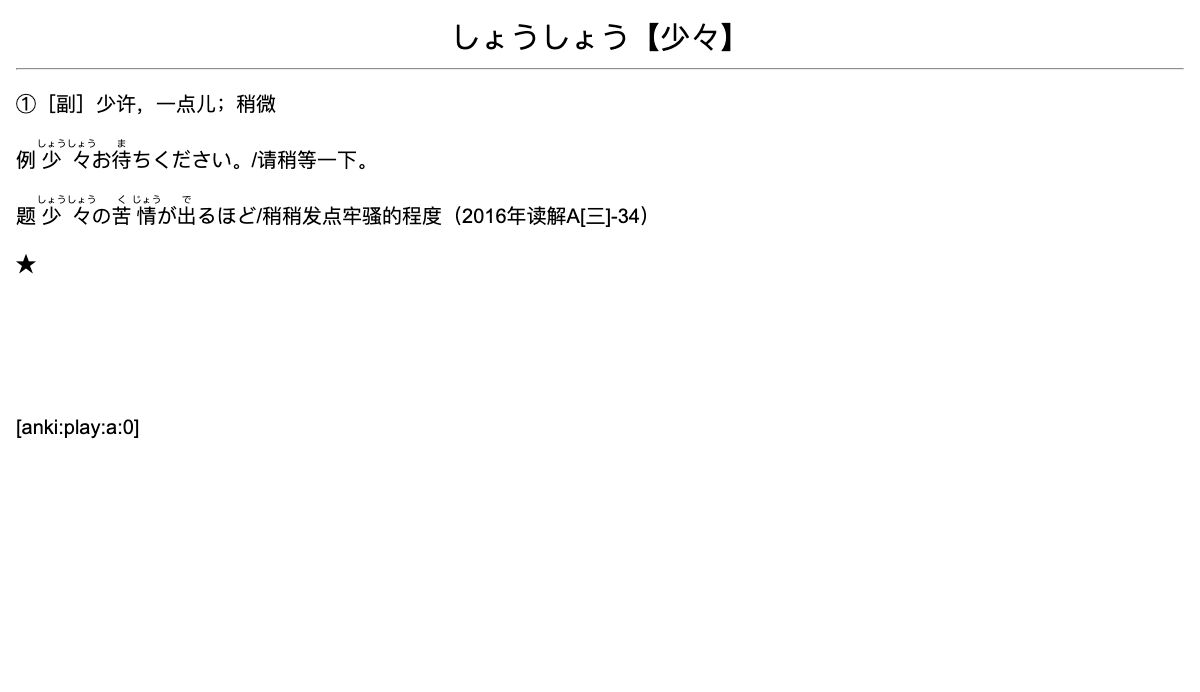 しょうしょう【少々】
①［副］少许，一点儿；稍微
しょうしょう ま
例 少々お待ちください。/请稍等一下。
しょうしょう く じょう で
题 少々の苦情が出るほど/稍稍发点牢骚的程度（2016年读解A[三]-34）
★
[anki:play:a:0]